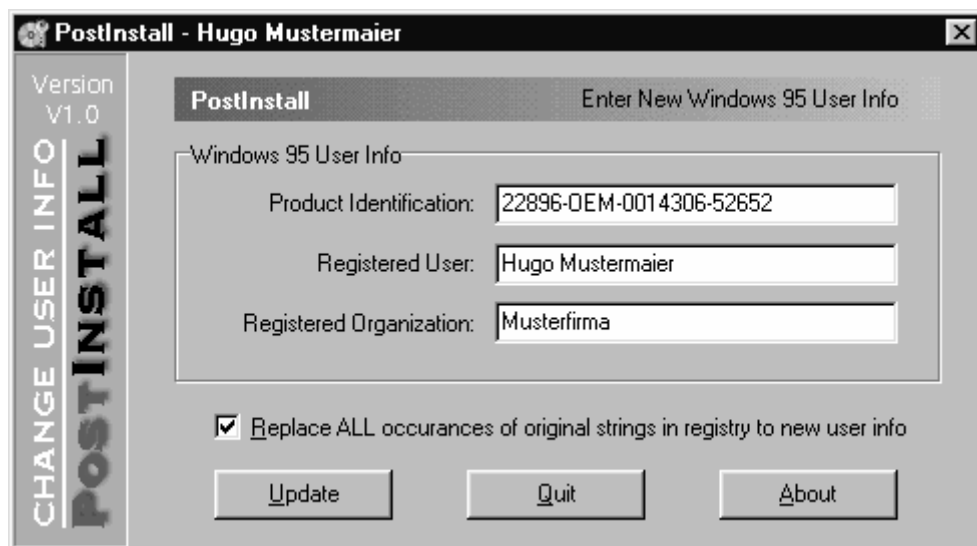 PostInstall - Hugo Mustermaier
Version
V1.0
CHANGE USER INFO
POSTINSTALL
PostInstall
Enter New Windows 95 User Info
Windows 95 User Info
Product Identification: 22896-OEM-0014306-52652
Registered User: Hugo Mustermaier
Registered Organization: Musterfirma
Replace ALL occurances of original strings in registry to new user info
Update
Quit
About